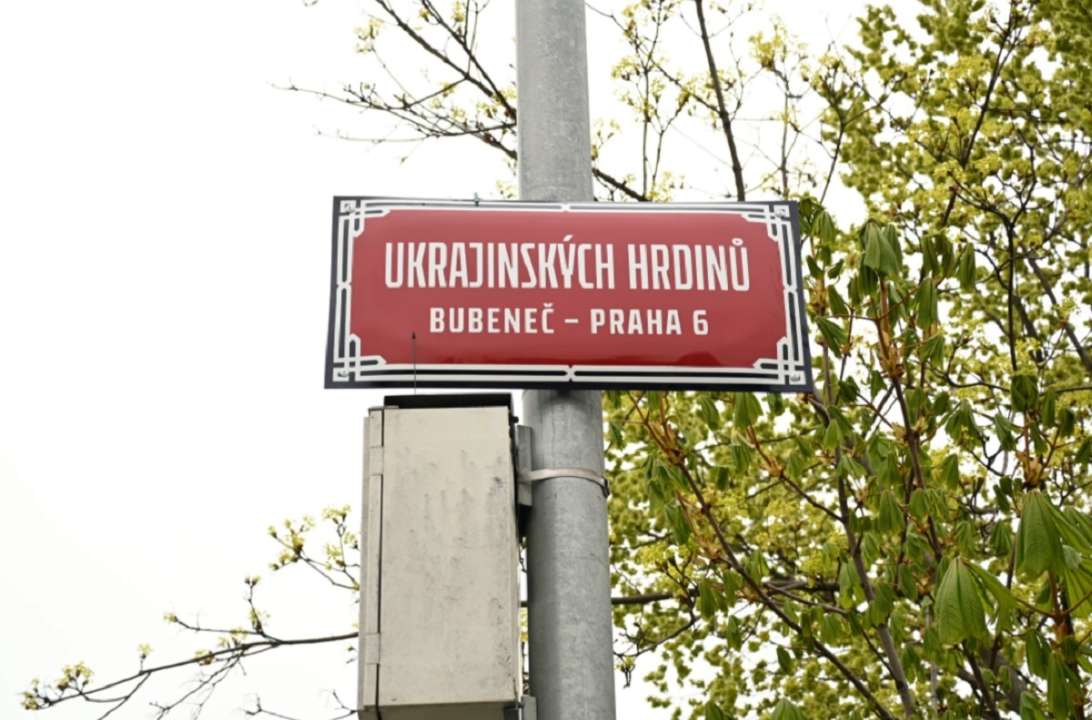 UKRAJINSKÝCH HRDINŮ
BUBENEČ – PRAHA 6